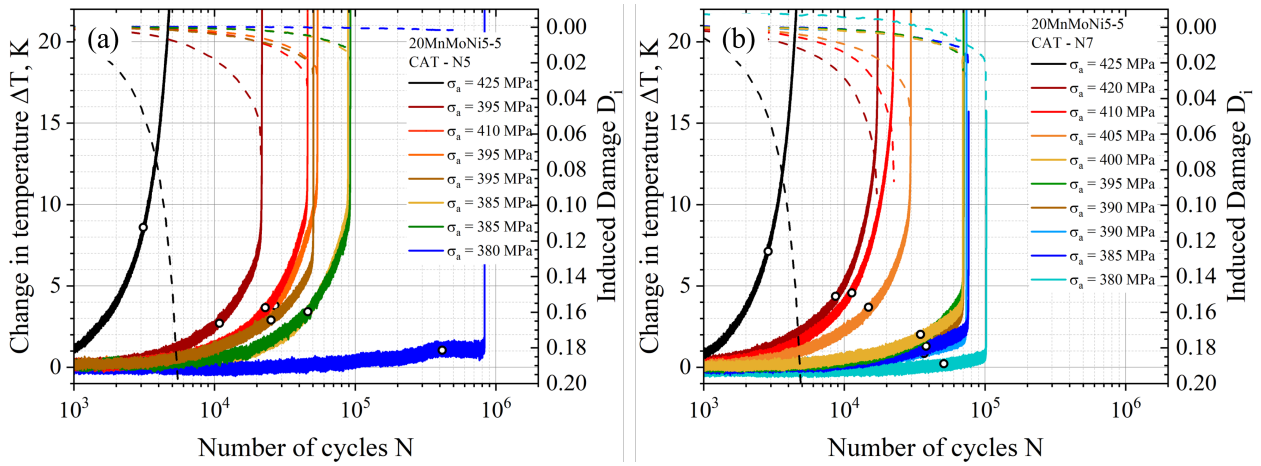 (a)
20MnMoNi5-5
CAT - N5
σa = 425 MPa
σa = 395 MPa
σa = 410 MPa
σa = 395 MPa
σa = 395 MPa
σa = 385 MPa
σa = 385 MPa
σa = 380 MPa
Change in temperature ΔT, K
20
15
10
5
0
0.00
0.02
0.04
0.06
0.08
0.10
0.12
0.14
0.16
0.18
0.20
Induced Damage Di
10³
10⁴
10⁵
10⁶
Number of cycles N
(b)
20MnMoNi5-5
CAT - N7
σa = 425 MPa
σa = 420 MPa
σa = 410 MPa
σa = 405 MPa
σa = 400 MPa
σa = 395 MPa
σa = 390 MPa
σa = 390 MPa
σa = 385 MPa
σa = 380 MPa
Change in temperature ΔT, K
20
15
10
5
0
0.00
0.02
0.04
0.06
0.08
0.10
0.12
0.14
0.16
0.18
0.20
Induced Damage Di
10³
10⁴
10⁵
10⁶
Number of cycles N